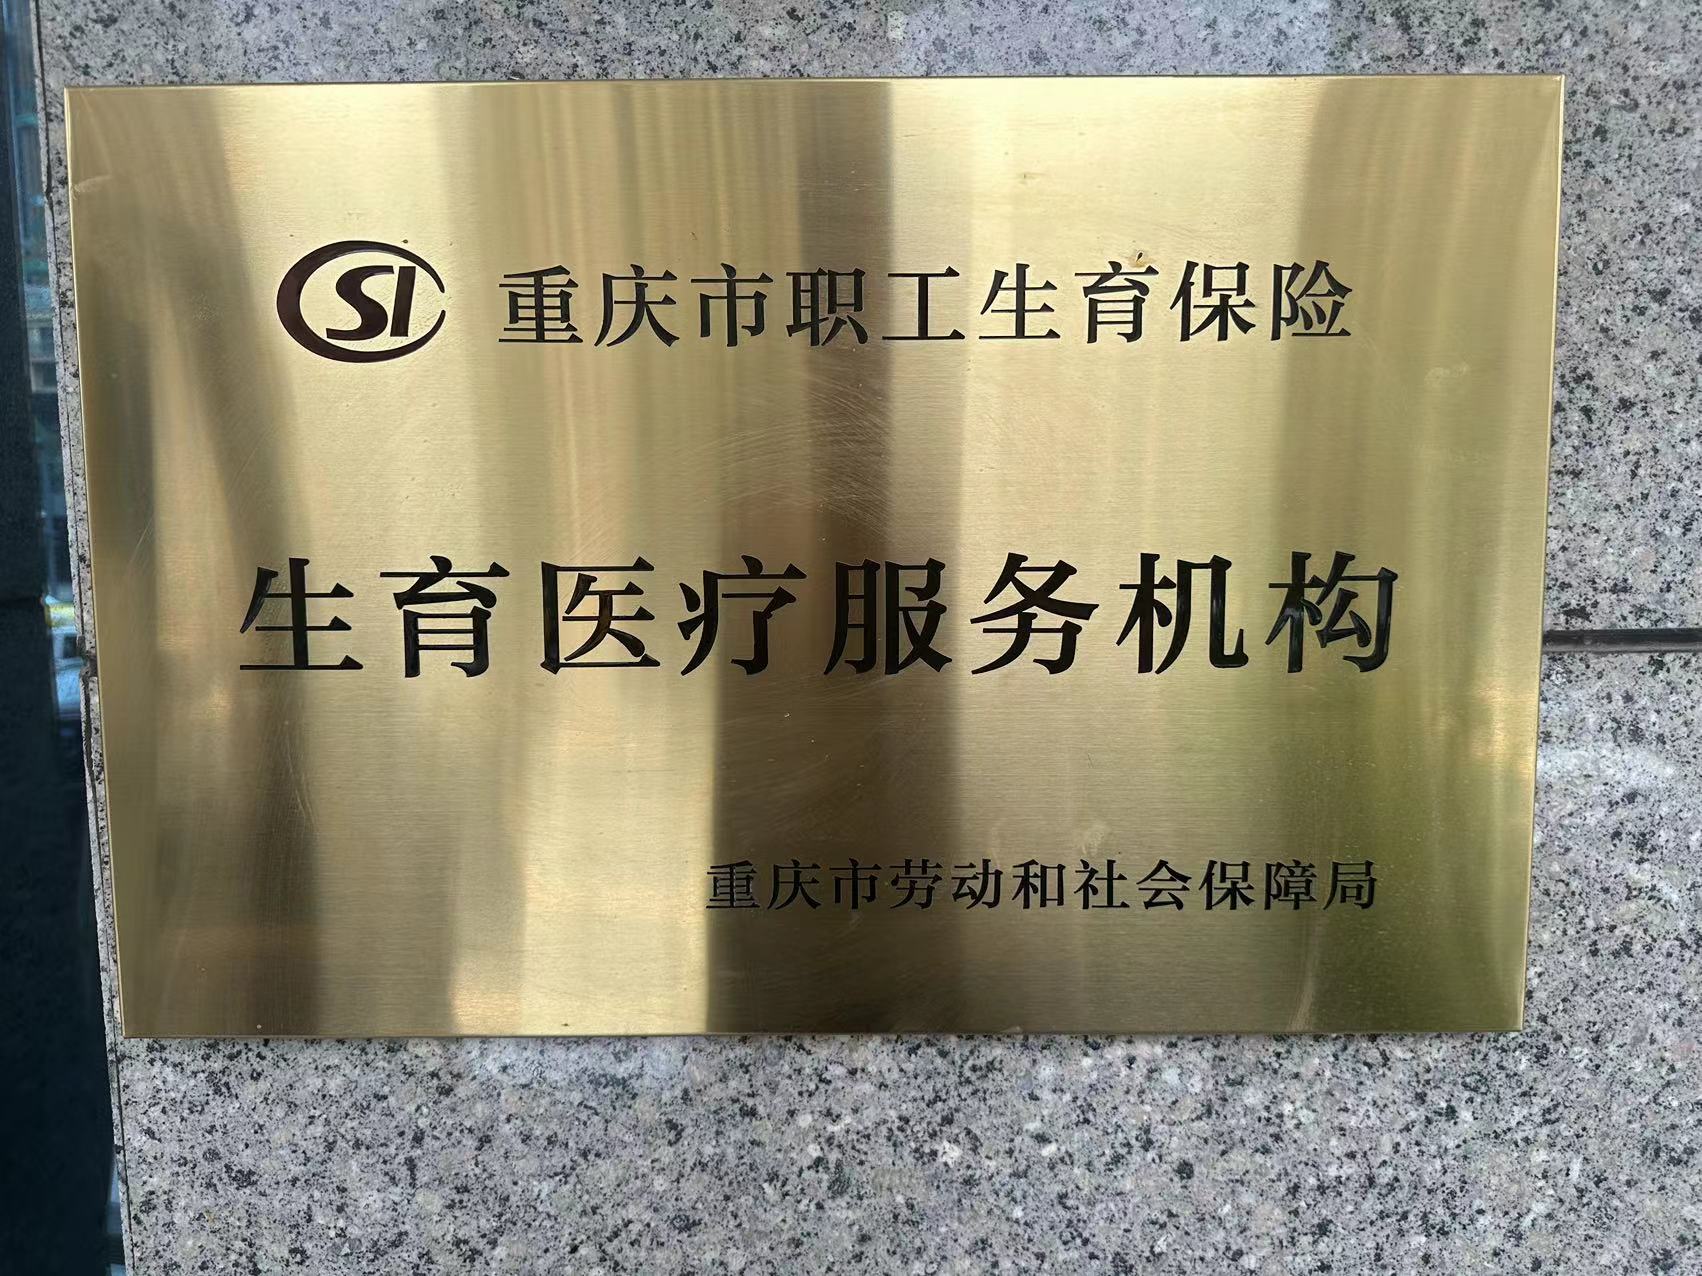 SI 重庆市职工生育保险
生育医疗服务机构
重庆市劳动和社会保障局